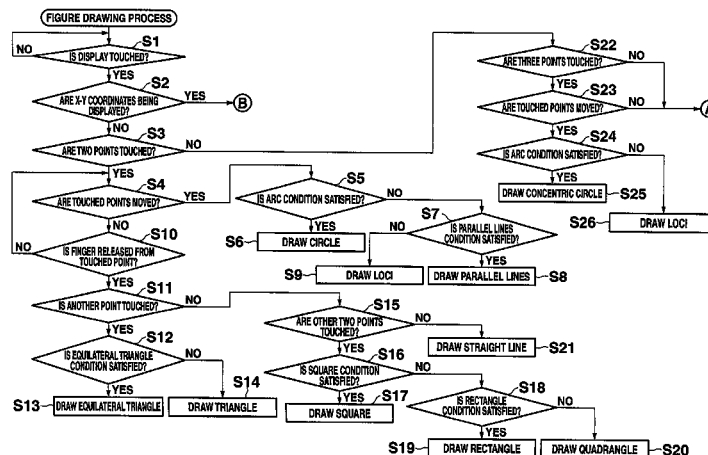 FIGURE DRAWING PROCESS
S1
IS DISPLAY TOUCHED?
NO
YES
S2
ARE X-Y COORDINATES BEING
DISPLAYED?
YES
B
NO
S3
ARE TWO POINTS TOUCHED?
NO
YES
S4
ARE TOUCHED POINTS MOVED?
YES
NO
S10
IS FINGER RELEASED FROM
TOUCHED POINT?
NO
YES
S11
IS ANOTHER POINT TOUCHED?
NO
YES
S12
IS EQUILATERAL TRIANGLE
CONDITION SATISFIED?
NO
YES
S13
DRAW EQUILATERAL TRIANGLE
S14
DRAW TRIANGLE
S5
IS ARC CONDITION SATISFIED?
NO
YES
S6
DRAW CIRCLE
S7
IS PARALLEL LINES
CONDITION SATISFIED?
NO
YES
S9
DRAW LOCI
DRAW PARALLEL LINES
S8
S15
ARE OTHER TWO POINTS
TOUCHED?
NO
YES
DRAW STRAIGHT LINE
S21
S16
IS SQUARE CONDITION
SATISFIED?
NO
YES
S17
DRAW SQUARE
S18
IS RECTANGLE
CONDITION SATISFIED?
NO
YES
S19
DRAW RECTANGLE
DRAW QUADRANGLE
S20
S22
ARE THREE POINTS TOUCHED?
NO
YES
S23
ARE TOUCHED POINTS MOVED?
NO
A
YES
S24
IS ARC CONDITION SATISFIED?
NO
YES
DRAW CONCENTRIC CIRCLE
S25
S26
DRAW LOCI